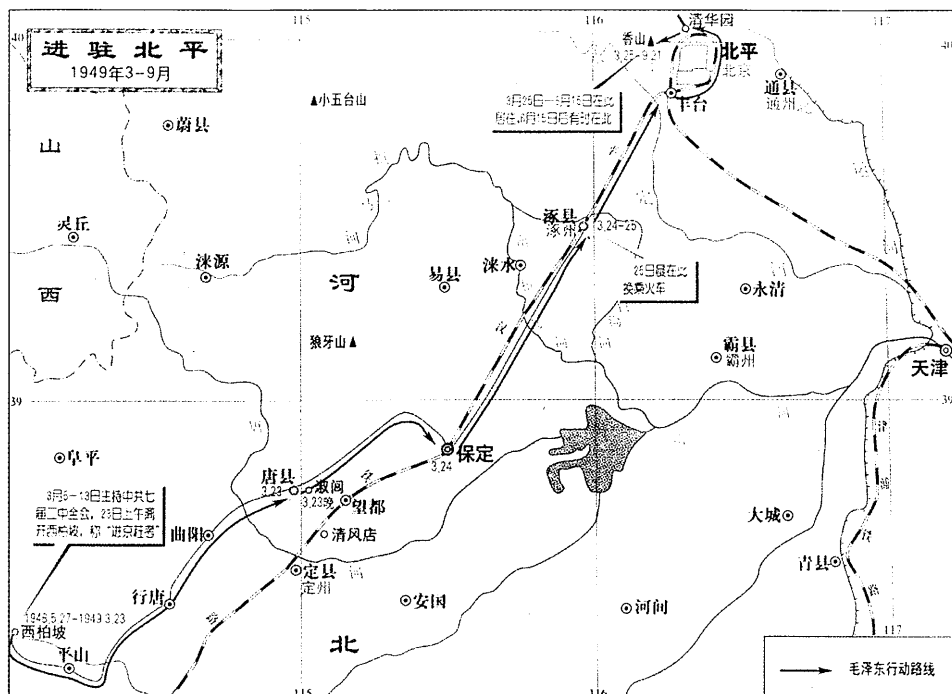 进驻北平
1949年3-9月
115
116
117
40
40
清华园
香山
3,25-9,21
北平
北京
丰台
通县
通州
3月25日-6月15日在此
居住,6月15日后有时在此
小五台山
蔚县
山
西
灵丘
涞源
河
易县
涞水
涿县
涿州
3,24-25
25日晨在此
换乘火车
永清
狼牙山
霸县
霸州
天津
39
39
阜平
保定
3,24
唐县
3,23
淑闾
3,23晚
望都
清风店
3月5-13日主持中共七
届二中全会,23日上午离
开西柏坡,称"进京赶考"
曲阳
定县
定州
大城
青县
行唐
安国
河间
1948,5,27-1949,3,23
西柏坡
平山
北
115
116
117
毛泽东行动路线